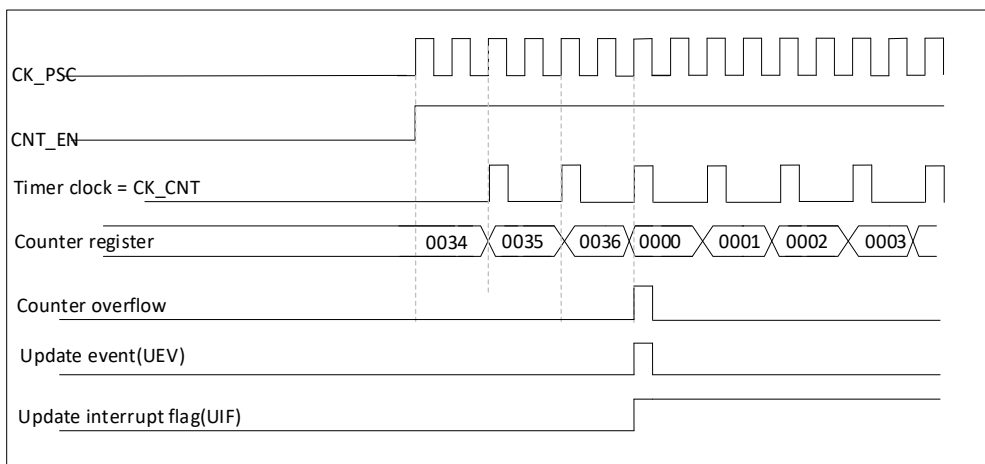 CK_PSC
CNT_EN
Timer clock = CK_CNT
Counter register 0034 0035 0036 0000 0001 0002 0003
Counter overflow
Update event(UEV)
Update interrupt flag(UIF)